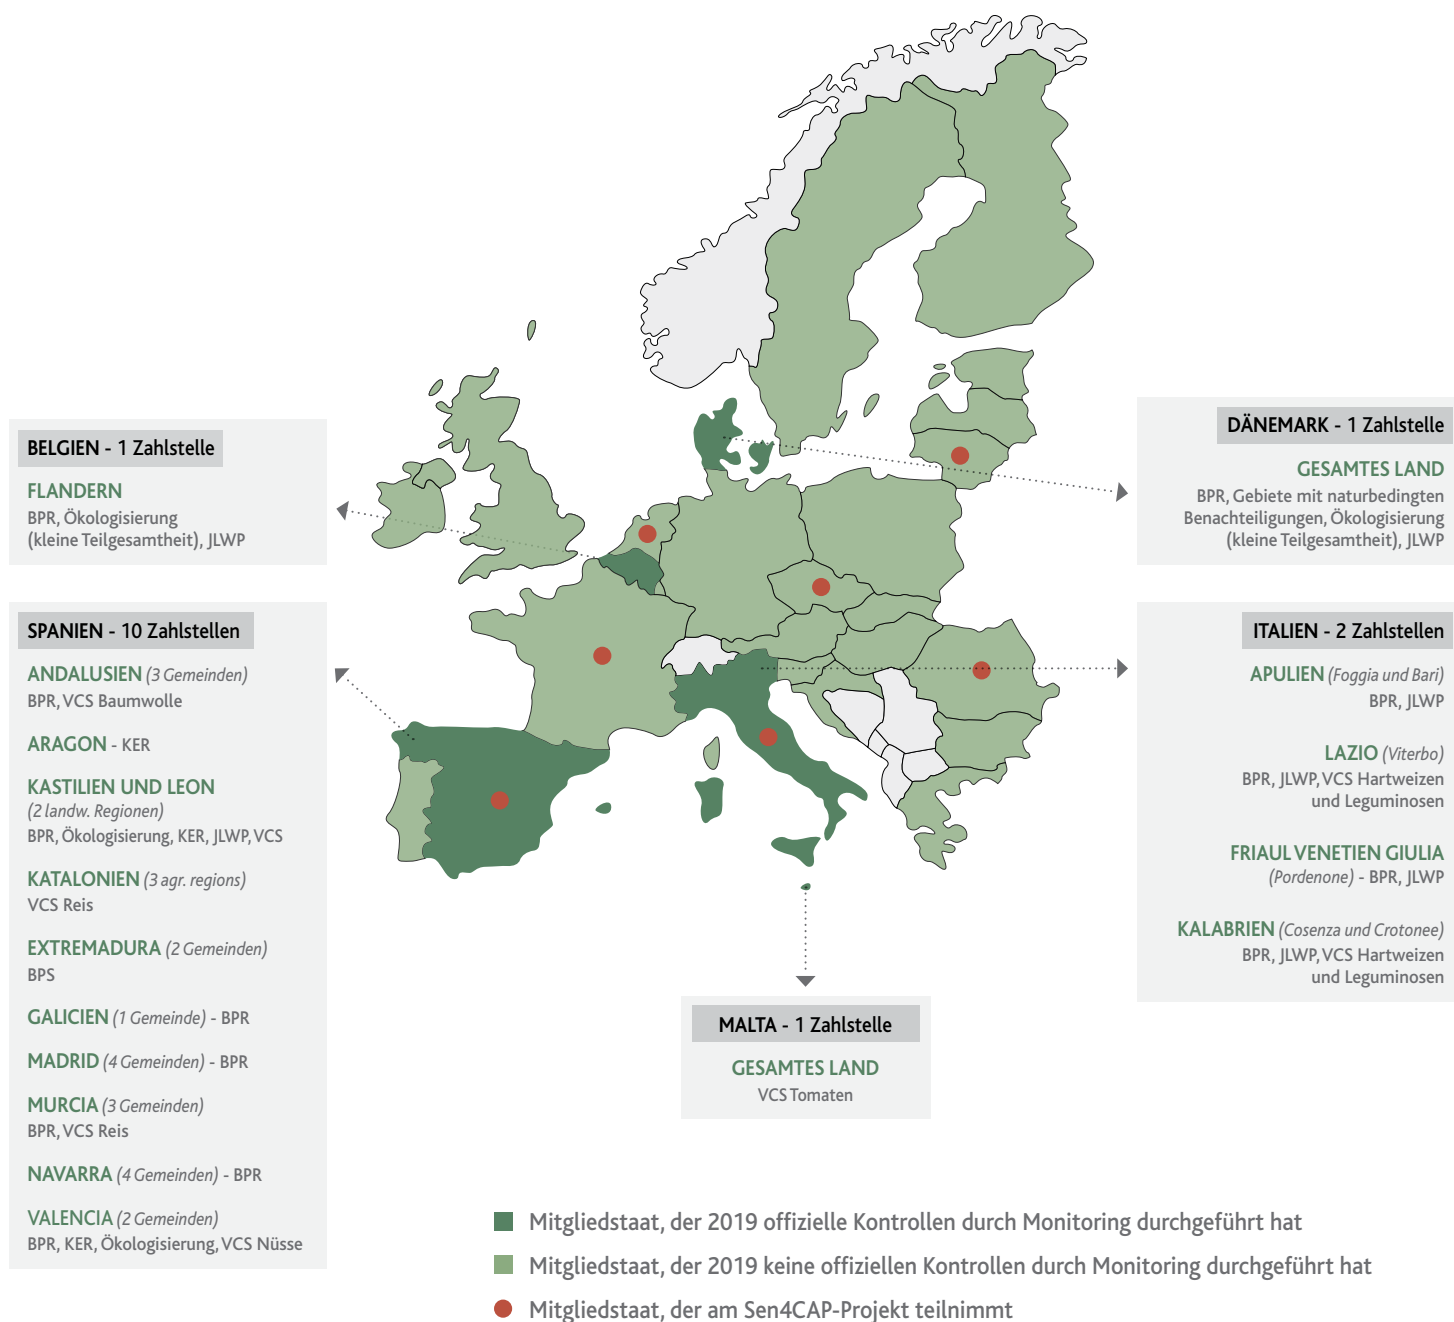 BELGIEN - 1 Zahlstelle
FLANDERN
BPR, Ökologisierung
(kleine Teilgesamtheit), JLWP
SPANIEN - 10 Zahlstellen
ANDALUSIEN (3 Gemeinden)
BPR, VCS Baumwolle
ARAGON - KER
KASTILIEN UND LEON
(2 landw. Regionen)
BPR, Ökologisierung, KER, JLWP, VCS
KATALONIEN (3 agr. regions)
VCS Reis
EXTREMADURA (2 Gemeinden)
BPS
GALICIEN (1 Gemeinde) - BPR
MADRID (4 Gemeinden) - BPR
MURCIA (3 Gemeinden)
BPR, VCS Reis
NAVARRA (4 Gemeinden) - BPR
VALENCIA (2 Gemeinden)
BPR, KER, Ökologisierung, VCS Nüsse
DÄNEMARK - 1 Zahlstelle
GESAMTES LAND
BPR, Gebiete mit naturbedingten
Benachteiligungen, Ökologisierung
(kleine Teilgesamtheit), JLWP
ITALIEN - 2 Zahlstellen
APULIEN (Foggia und Bari)
BPR, JLWP
LAZIO (Viterbo)
BPR, JLWP, VCS Hartweizen
und Leguminosen
FRIAUL VENETIEN GIULIA
(Pordenone) - BPR, JLWP
KALABRIEN (Cosenza und Crotonee)
BPR, JLWP, VCS Hartweizen
und Leguminosen
MALTA - 1 Zahlstelle
GESAMTES LAND
VCS Tomaten
Mitgliedstaat, der 2019 offizielle Kontrollen durch Monitoring durchgeführt hat
Mitgliedstaat, der 2019 keine offiziellen Kontrollen durch Monitoring durchgeführt hat
Mitgliedstaat, der am Sen4CAP-Projekt teilnimmt